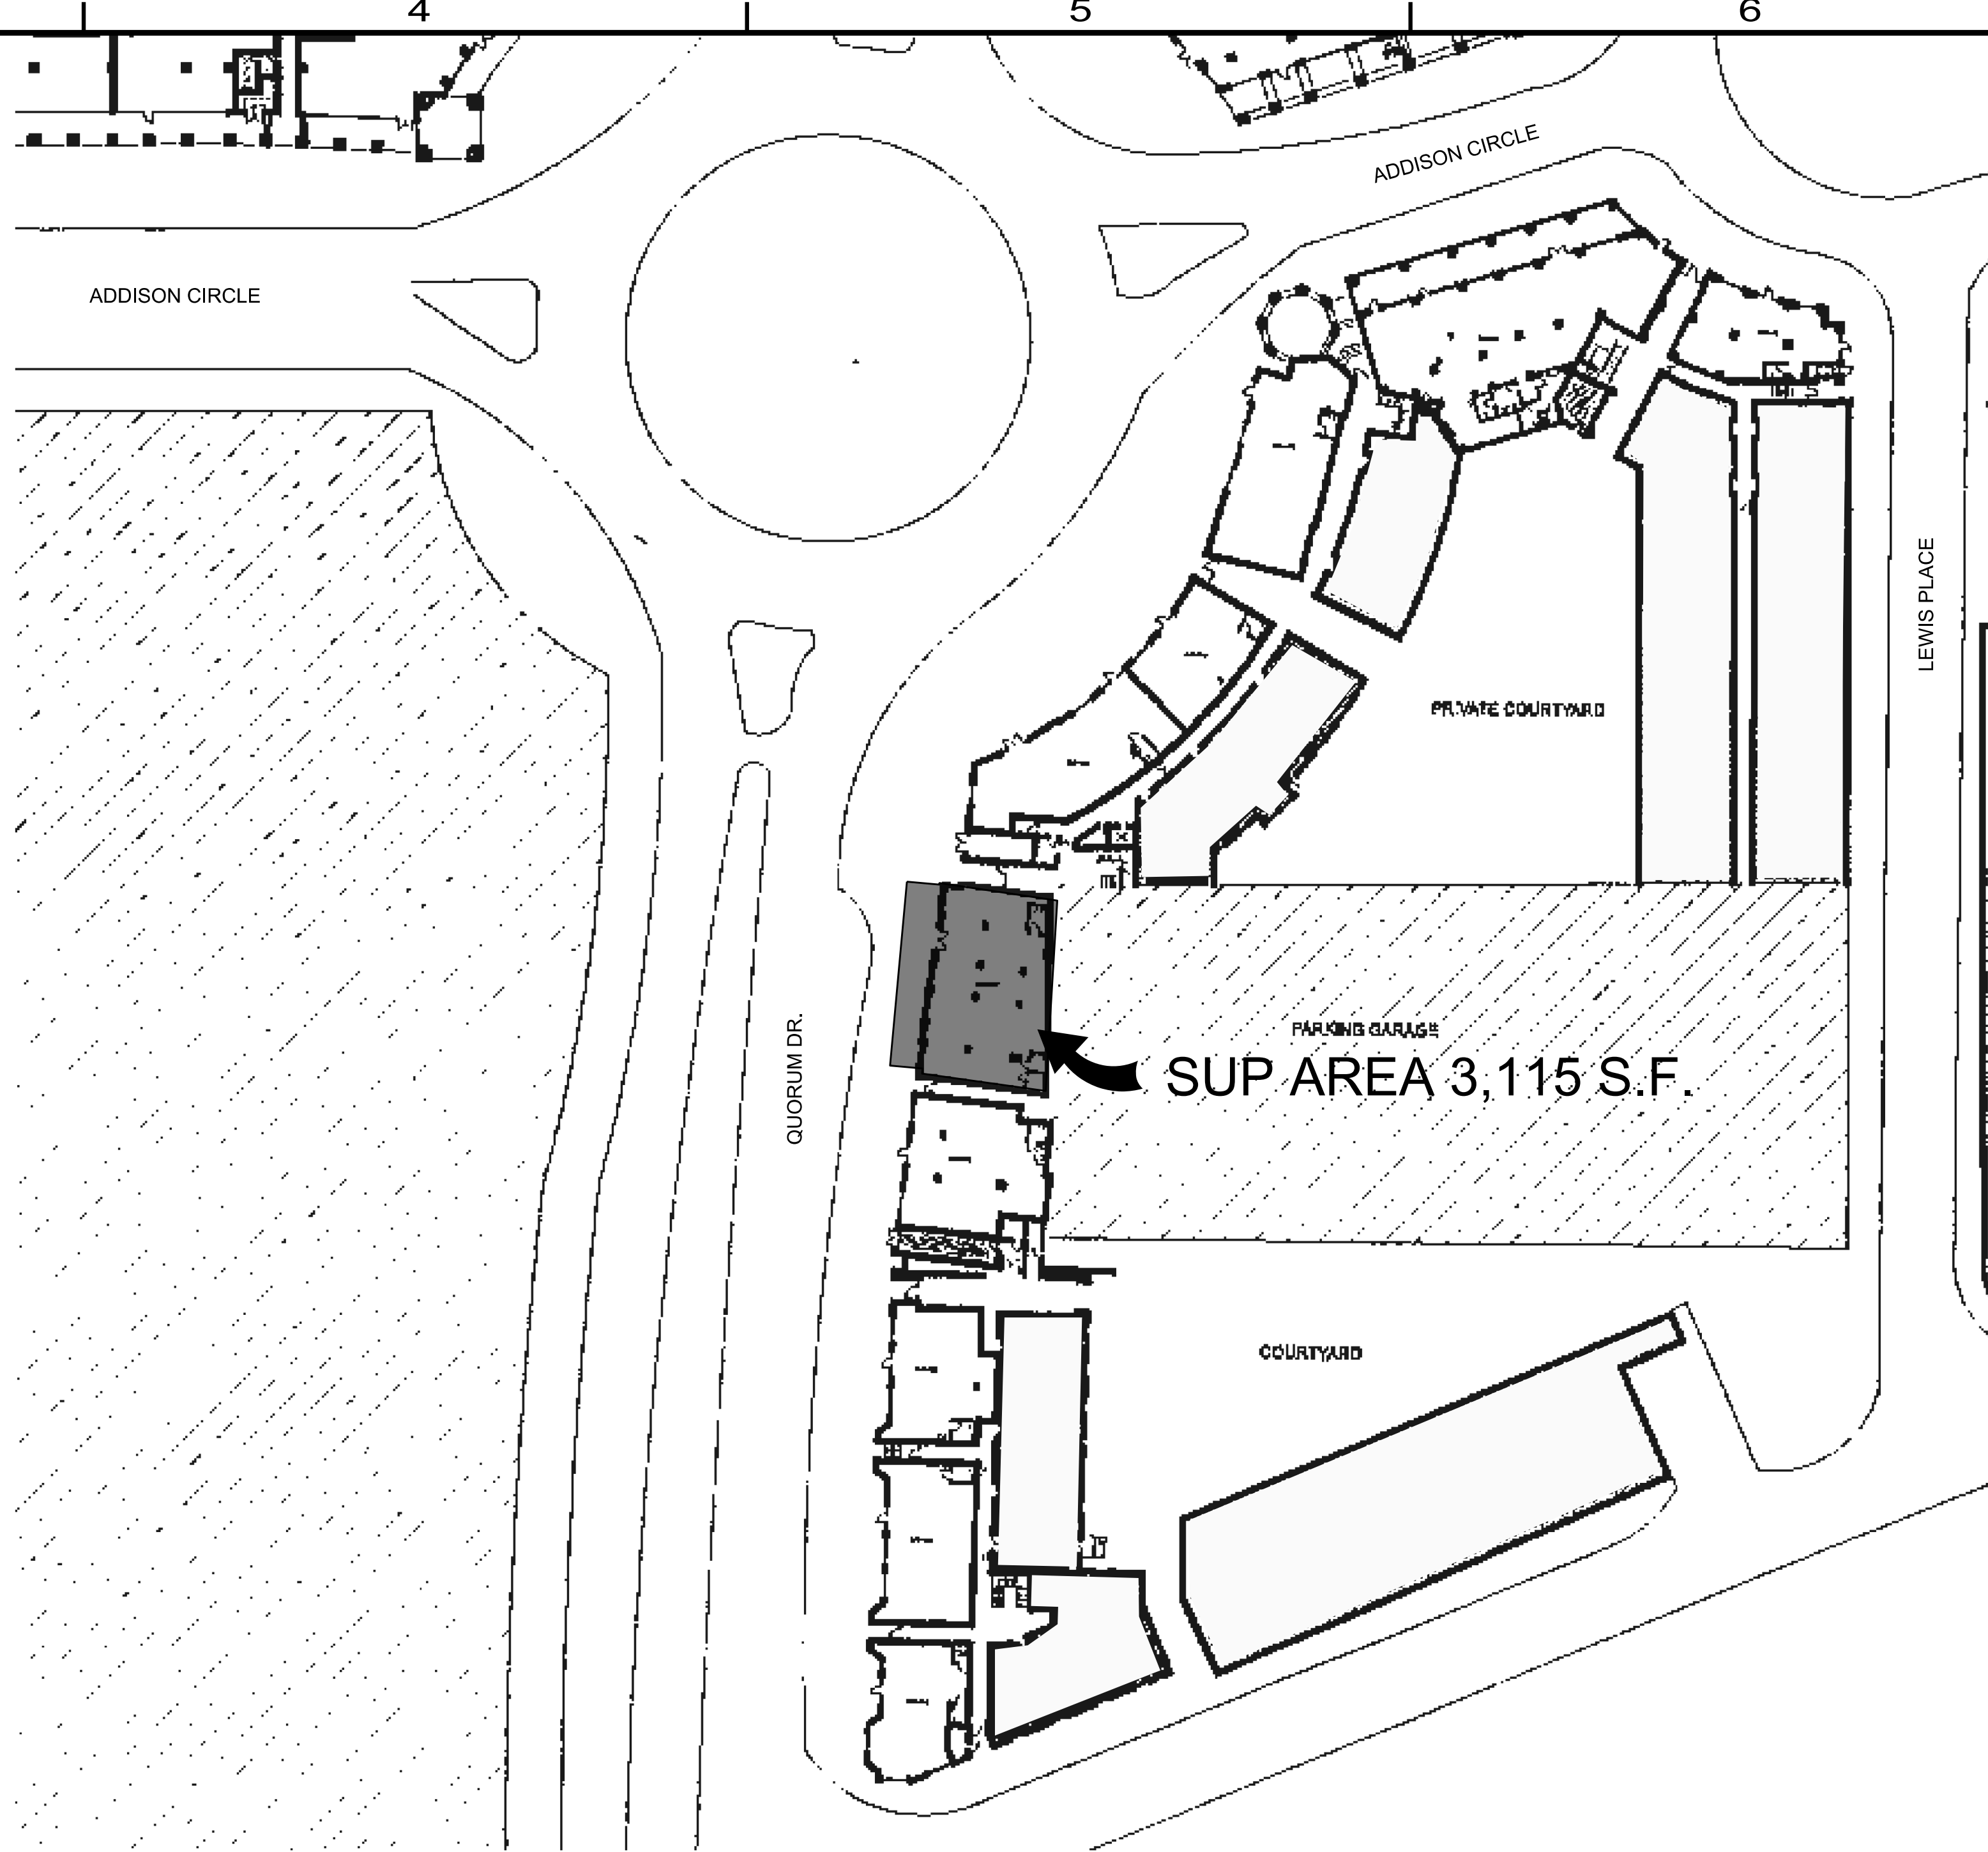 4 5 6
ADDISON CIRCLE
ADDISON CIRCLE
LEWIS PLACE
PRIVATE COURTYARD
QUORUM DR.
PARKING GARAGE
SUP AREA 3,115 S.F.
COURTYARD